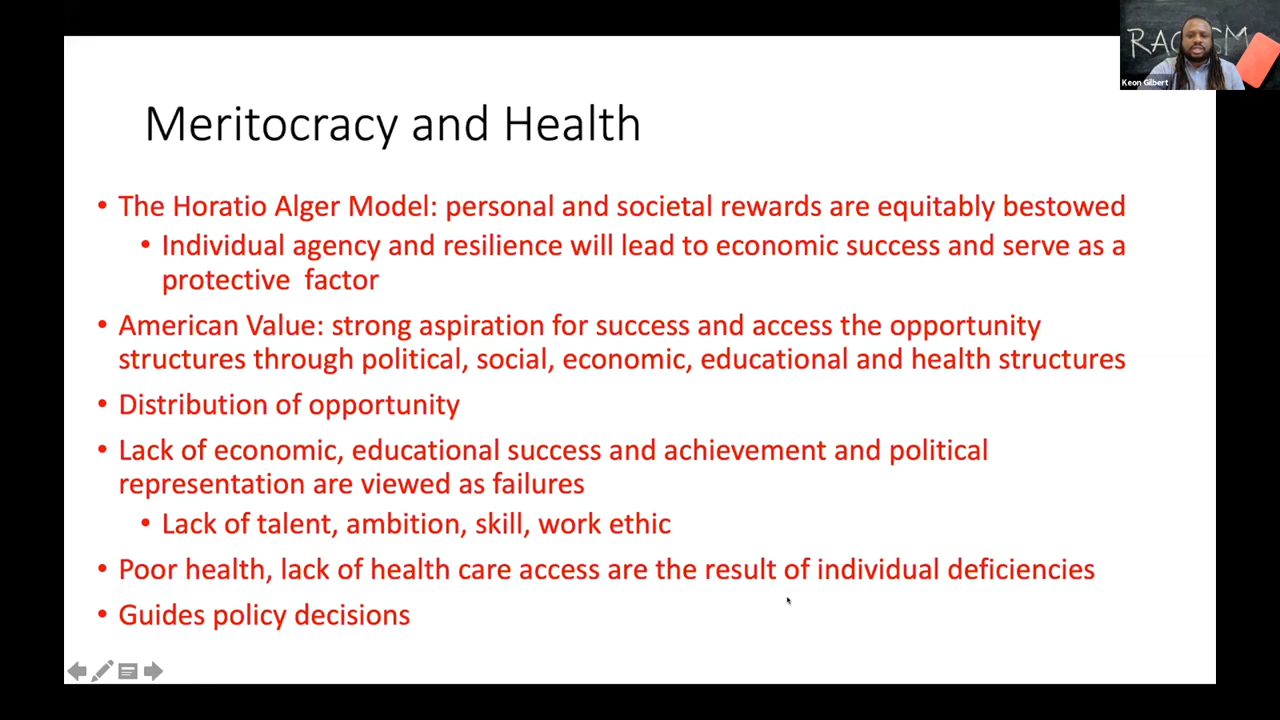 RACISM
Keon Gilbert
Meritocracy and Health
• The Horatio Alger Model: personal and societal rewards are equitably bestowed
• Individual agency and resilience will lead to economic success and serve as a
protective factor
• American Value: strong aspiration for success and access the opportunity
structures through political, social, economic, educational and health structures
• Distribution of opportunity
• Lack of economic, educational success and achievement and political
representation are viewed as failures
• Lack of talent, ambition, skill, work ethic
• Poor health, lack of health care access are the result of individual deficiencies
• Guides policy decisions